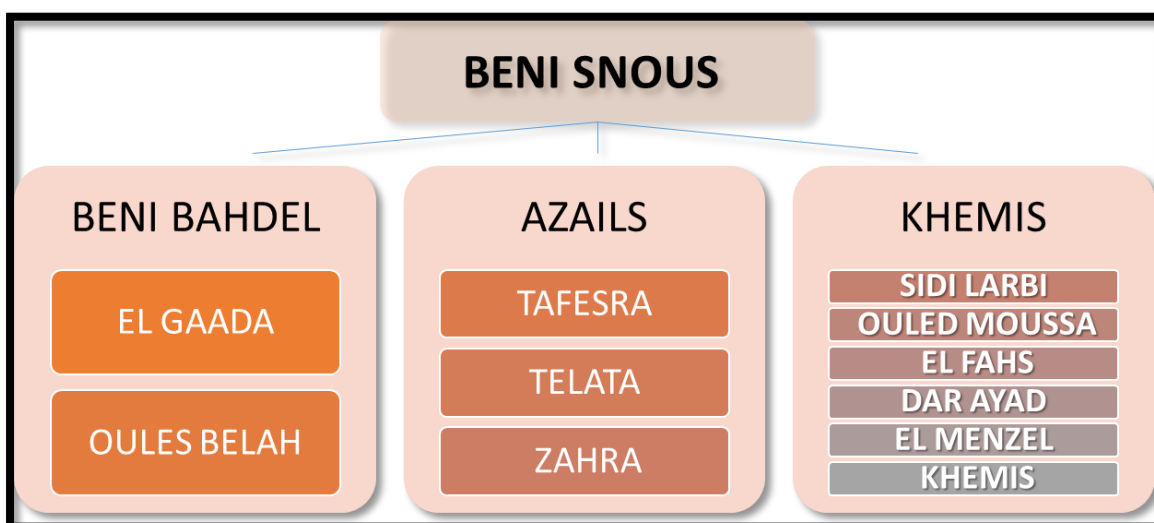 BENI SNOUS
BENI BAHDEL
EL GAADA
OULES BELAH
AZAILS
TAFESRA
TELATA
ZAHRA
KHEMIS
SIDI LARBI
OULED MOUSSA
EL FAHS
DAR AYAD
EL MENZEL
KHEMIS